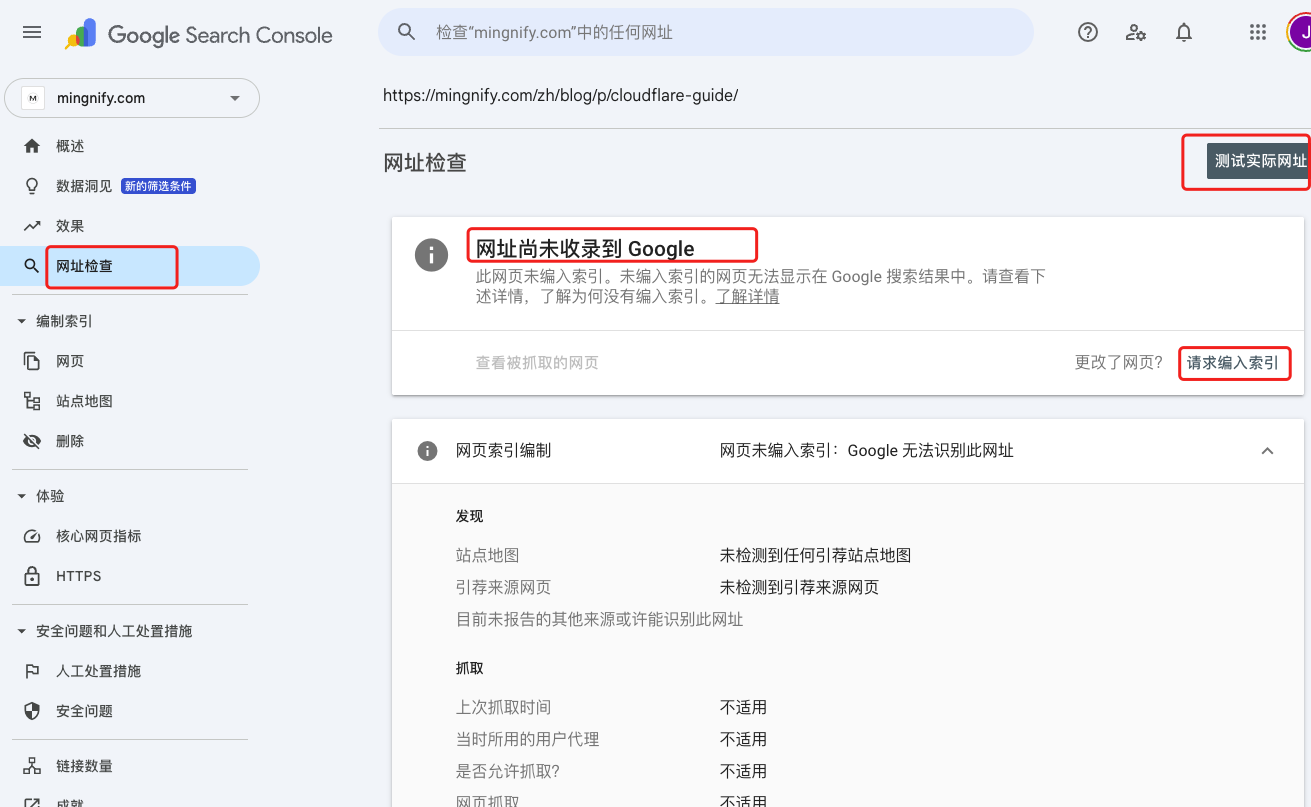 Google Search Console
检查“mingnify.com”中的任何网址
J
M
mingnify.com
https://mingnify.com/zh/blog/p/cloudflare-guide/
概述
数据洞见 新的筛选条件
效果
网址检查
编制索引
网页
站点地图
删除
体验
核心网页指标
HTTPS
安全问题和人工处置措施
人工处置措施
安全问题
链接数量
成就
网址检查
测试实际网址
网址尚未收录到 Google
此网页未编入索引。未编入索引的网页无法显示在 Google 搜索结果中。请查看下
述详情，了解为何没有编入索引。了解详情
查看被抓取的网页
更改了网页？ 请求编入索引
网页索引编制 网页未编入索引：Google 无法识别此网址
发现
站点地图 未检测到任何引荐站点地图
引荐来源网页 未检测到引荐来源网页
目前未报告的其他来源或许能识别此网址
抓取
上次抓取时间 不适用
当时所用的用户代理 不适用
是否允许抓取？ 不适用
网页抓取 不适用